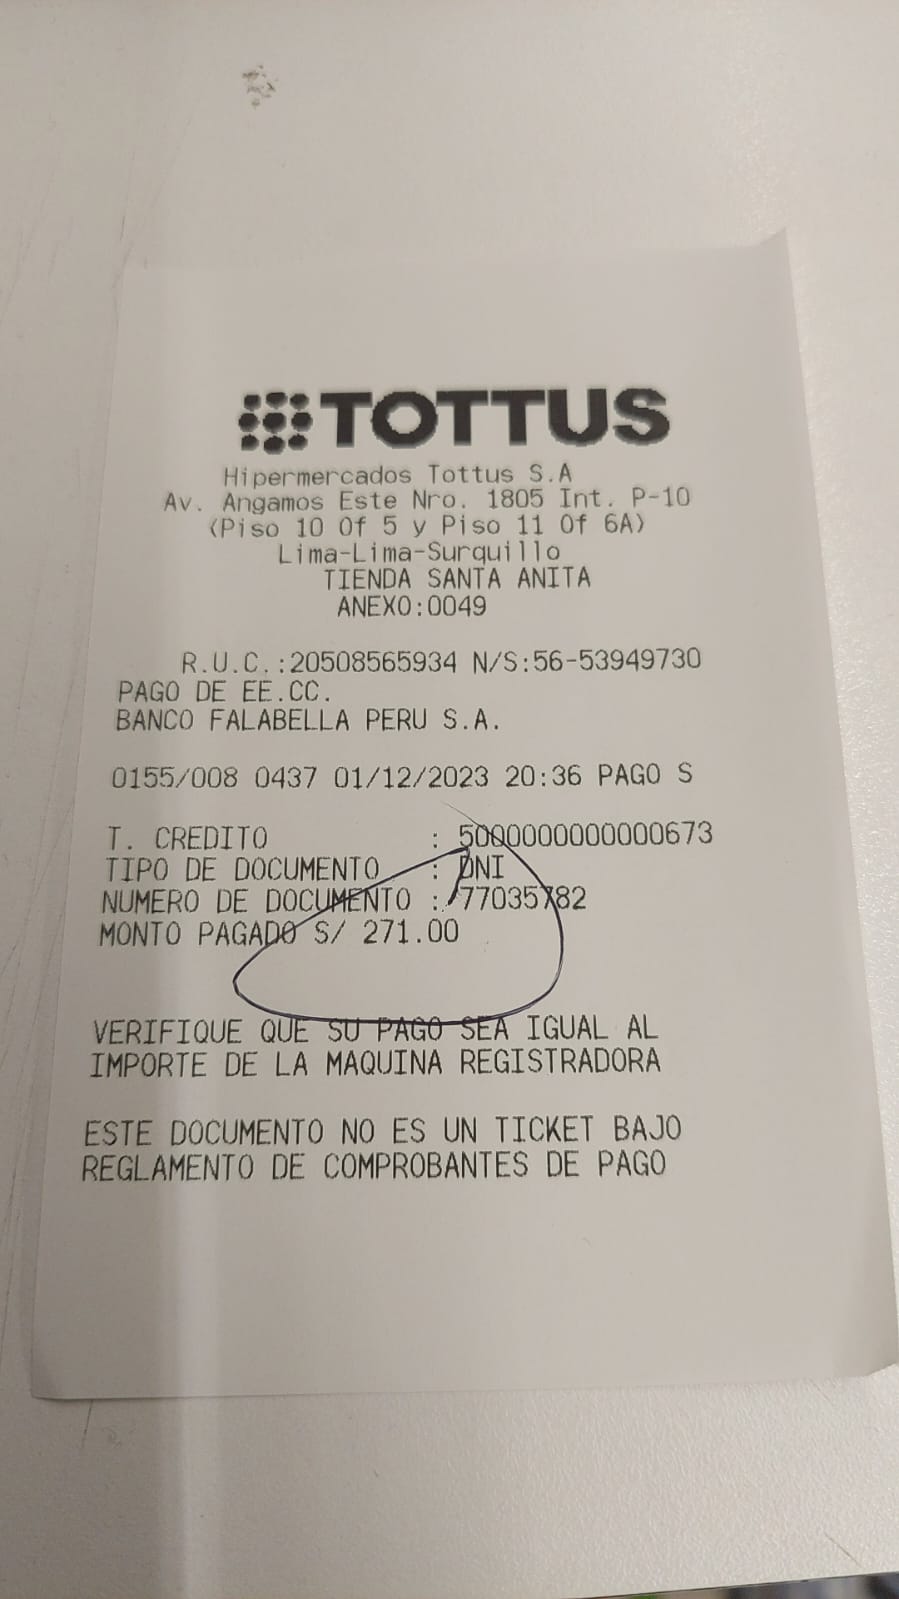 TOTTUS
Hipermercados Tottus S.A
Av. Angamos Este Nro. 1805 Int. P-10
(Piso 10 Of 5 y Piso 11 Of 6A)
Lima-Lima-Surquillo
TIENDA SANTA ANITA
ANEXO:0049
R.U.C.:20508565934 N/S:56-53949730
PAGO DE EE.CC.
BANCO FALABELLA PERU S.A.
0155/008 0437 01/12/2023 20:36 PAGO S
T. CREDITO : 5000000000000673
TIPO DE DOCUMENTO : DNI
NUMERO DE DOCUMENTO : 77035782
MONTO PAGADO S/ 271.00
VERIFIQUE QUE SU PAGO SEA IGUAL AL
IMPORTE DE LA MAQUINA REGISTRADORA
ESTE DOCUMENTO NO ES UN TICKET BAJO
REGLAMENTO DE COMPROBANTES DE PAGO